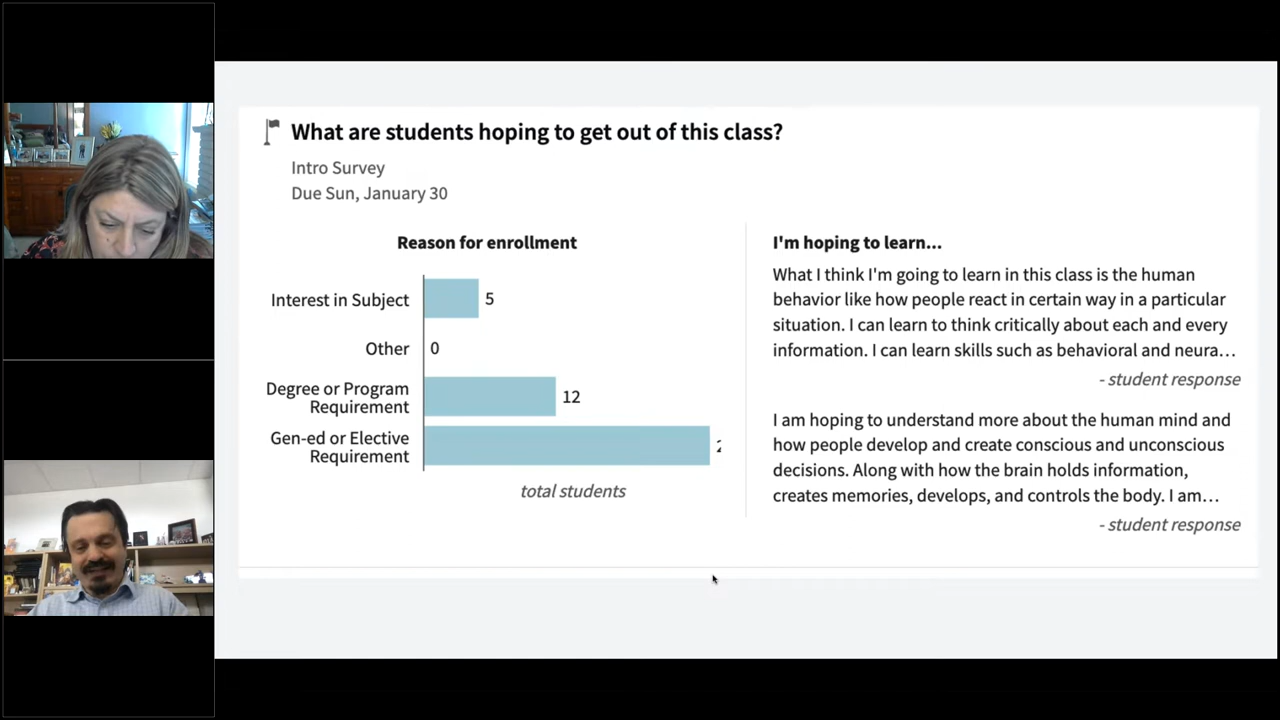 What are students hoping to get out of this class?
Intro Survey
Due Sun, January 30
Reason for enrollment
Interest in Subject
5
Other
0
Degree or Program
Requirement
12
Gen-ed or Elective
Requirement
total students
I'm hoping to learn...
What I think I'm going to learn in this class is the human
behavior like how people react in certain way in a particular
situation. I can learn to think critically about each and every
information. I can learn skills such as behavioral and neura...
- student response
I am hoping to understand more about the human mind and
how people develop and create conscious and unconscious
decisions. Along with how the brain holds information,
creates memories, develops, and controls the body. I am...
- student response